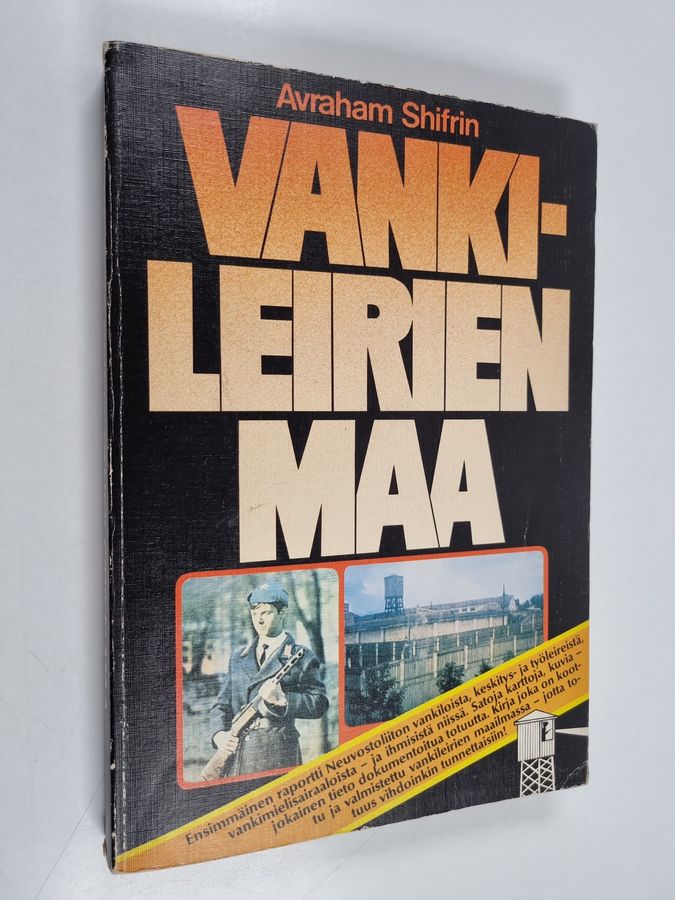 Avraham Shifrin
VANKI-
LEIRIEN
MAA
Ensimmäinen raportti Neuvostoliiton vankiloista, keskitys- ja työleireistä,
vankimielisairaaloista – ja ihmisistä niissä. Satoja karttoja, kuvia –
jokainen tieto dokumentoitua totuutta. Kirja joka on koot-
tu ja valmistettu vankileirien maailmassa – jotta to-
tuus vihdoinkin tunnettaisiin!